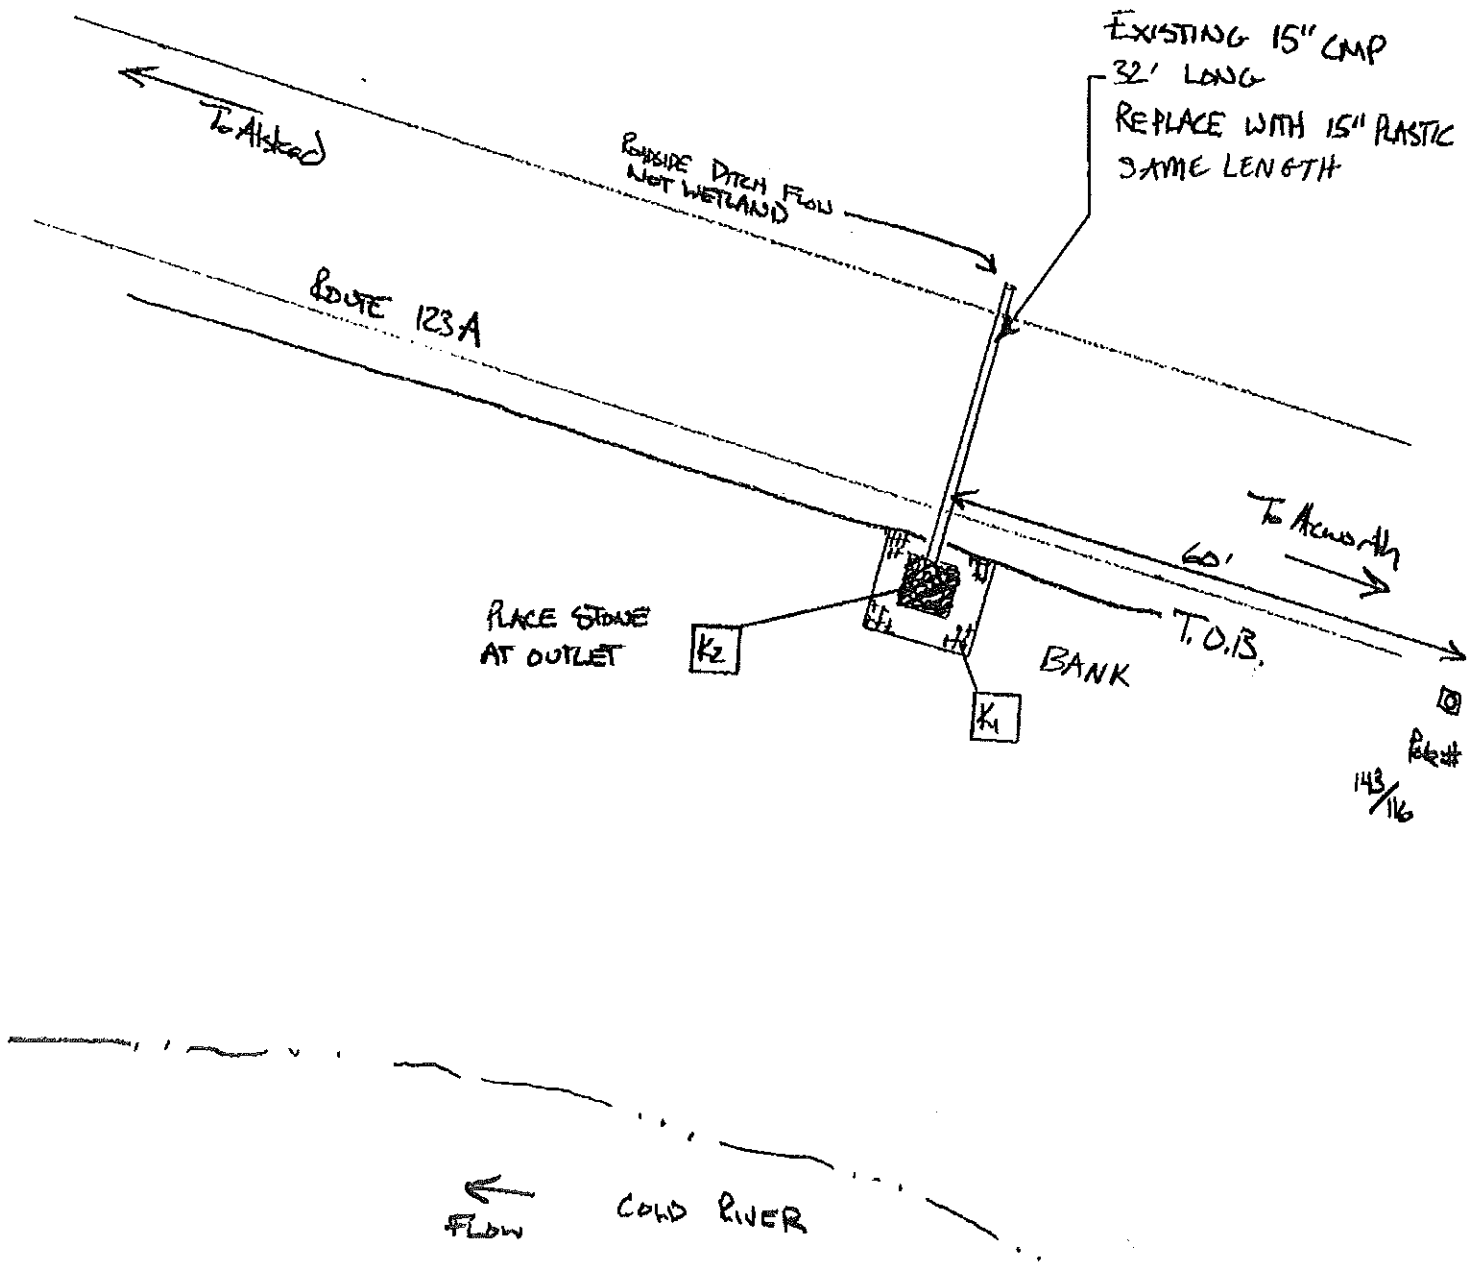 EXISTING 15" CMP
32' LONG
REPLACE WITH 15" PLASTIC
SAME LENGTH
To Alstead
ROADSIDE DITCH FLOW
NOT WETLAND
ROUTE 123A
To Acworth
60'
PLACE STONE
AT OUTLET
K2
T.O.B.
BANK
K1
Pole #
143/116
FLOW
COLD RIVER